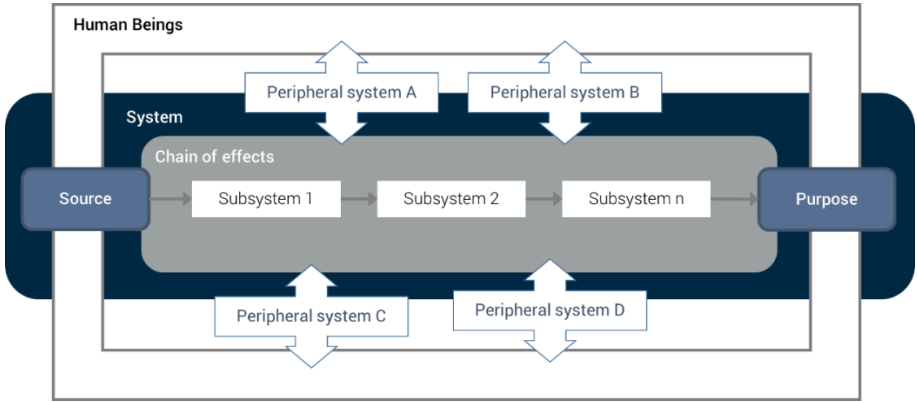 Human Beings
Peripheral system A
Peripheral system B
System
Chain of effects
Source
Subsystem 1
Subsystem 2
Subsystem n
Purpose
Peripheral system C
Peripheral system D